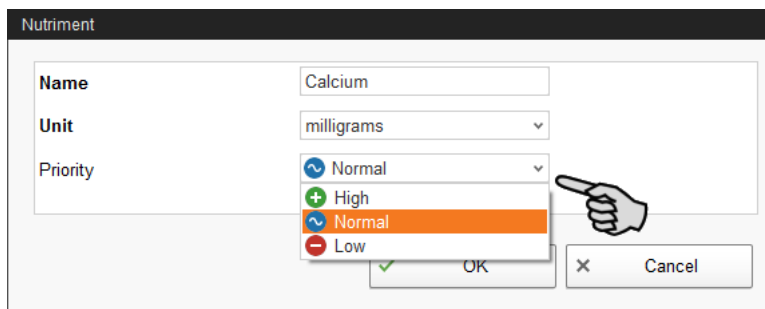 Nutriment
Name Calcium
Unit milligrams
Priority Normal
High
Normal
Low
OK Cancel